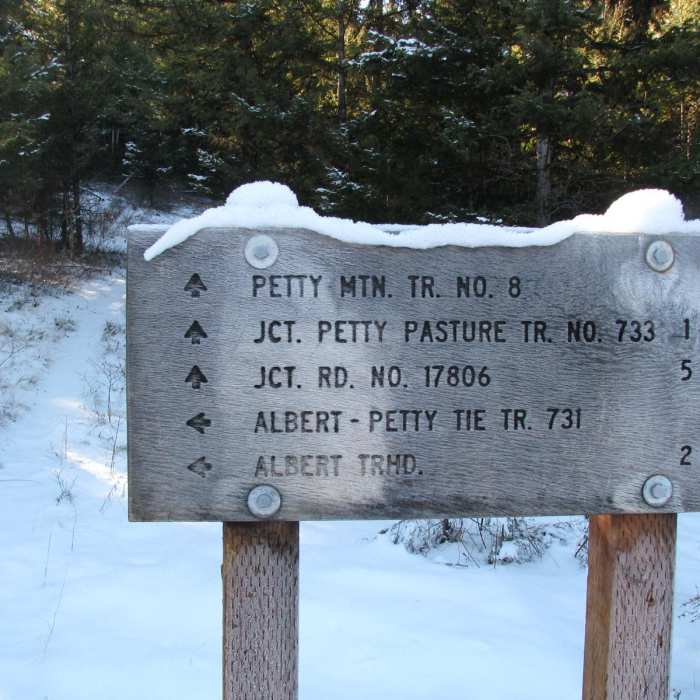 PETTY MTN. TR. NO. 8
JCT. PETTY PASTURE TR. NO. 733 1
JCT. RD. NO. 17806 5
ALBERT - PETTY TIE TR. 731
ALBERT TRHD. 2